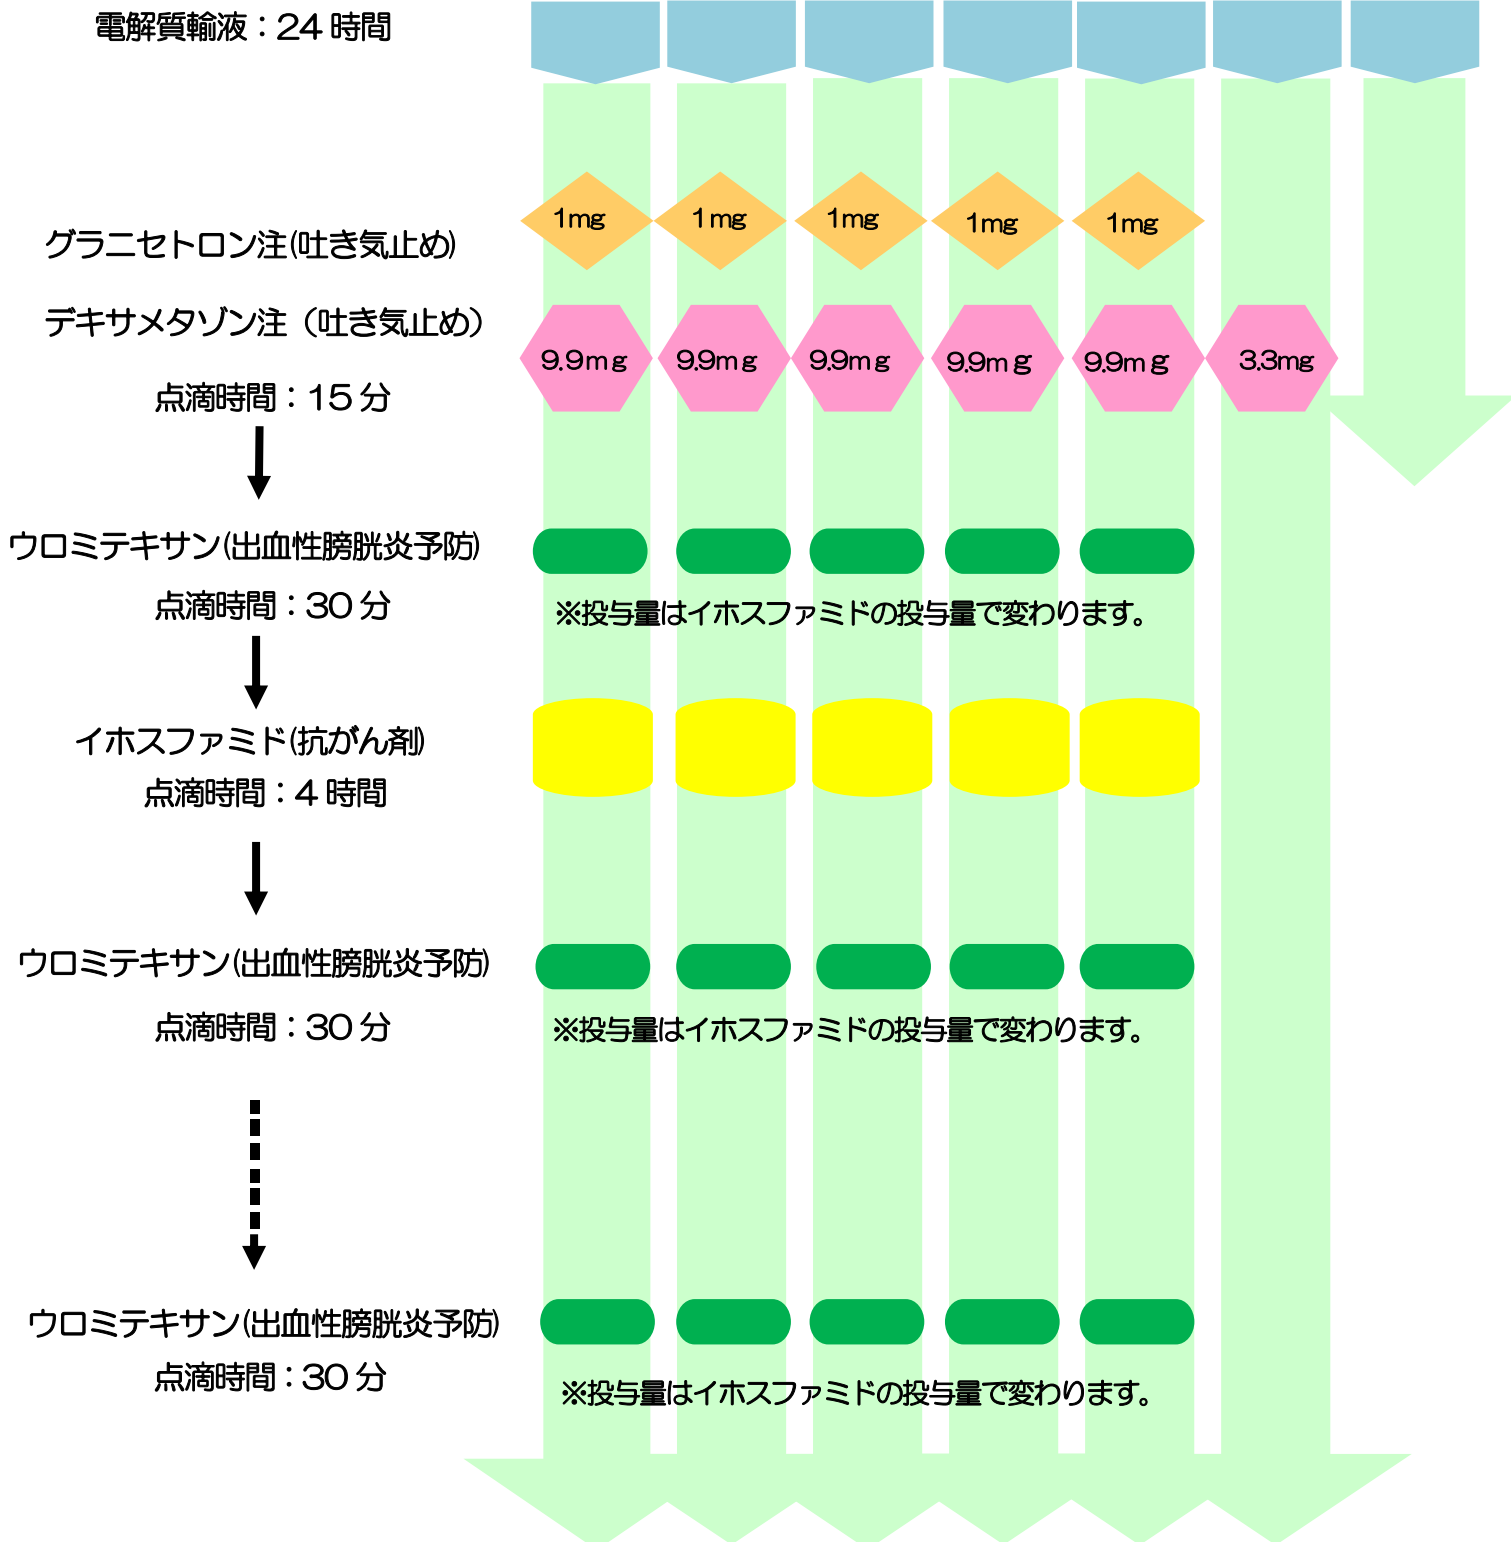 電解質輸液：24 時間
グラニセトロン注(吐き気止め)
1mg 1mg 1mg 1mg 1mg
デキサメタゾン注（吐き気止め）
9.9mg 9.9mg 9.9mg 9.9mg 9.9mg 3.3mg
点滴時間：15 分
ウロミテキサン(出血性膀胱炎予防)
点滴時間：30 分
※投与量はイホスファミドの投与量で変わります。
イホスファミド(抗がん剤)
点滴時間：4 時間
ウロミテキサン(出血性膀胱炎予防)
点滴時間：30 分
※投与量はイホスファミドの投与量で変わります。
ウロミテキサン(出血性膀胱炎予防)
点滴時間：30 分
※投与量はイホスファミドの投与量で変わります。